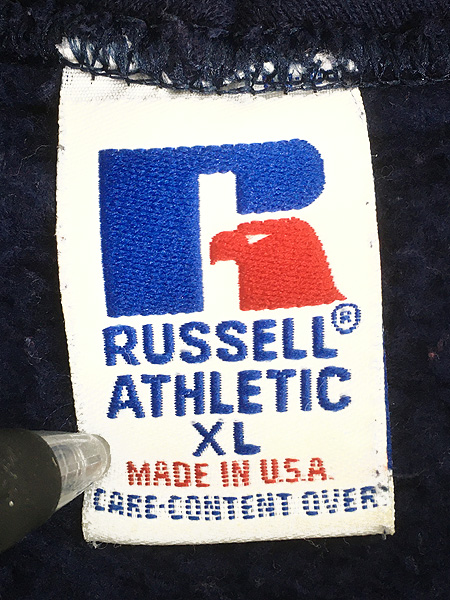 RUSSELL®
ATHLETIC
XL
MADE IN U.S.A.
CARE-CONTENT OVER